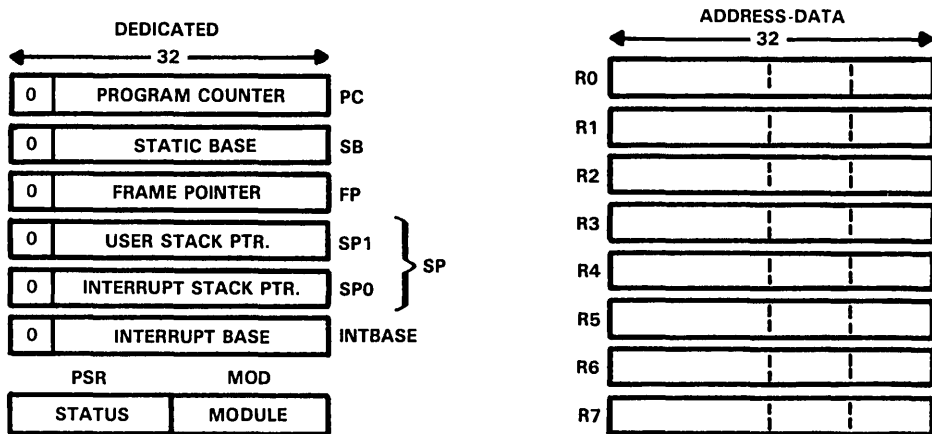 DEDICATED
32
0 PROGRAM COUNTER PC
0 STATIC BASE SB
0 FRAME POINTER FP
0 USER STACK PTR. SP1
SP
0 INTERRUPT STACK PTR. SP0
0 INTERRUPT BASE INTBASE
PSR MOD
STATUS MODULE
ADDRESS-DATA
32
R0
R1
R2
R3
R4
R5
R6
R7